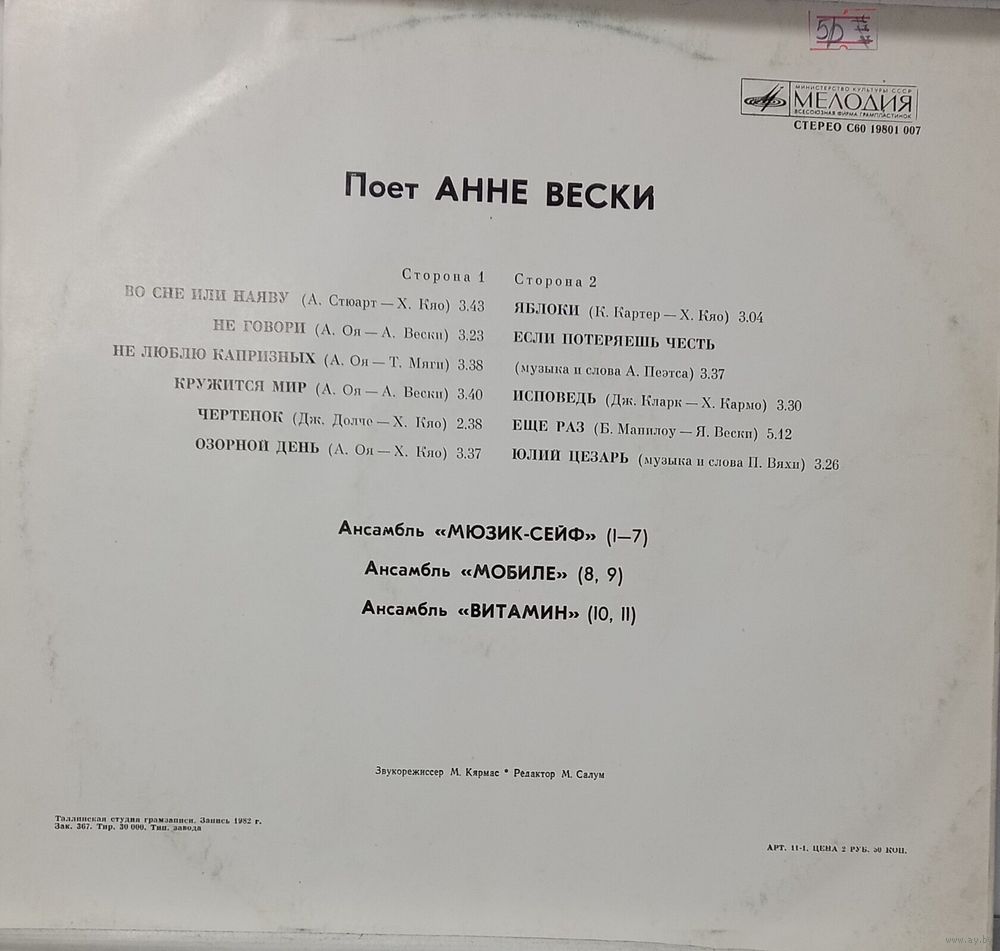 5р
МИНИСТЕРСТВО КУЛЬТУРЫ СССР
МЕЛОДИЯ
ВСЕСОЮЗНАЯ ФИРМА ГРАМПЛАСТИНОК
СТЕРЕО С60 19801 007
Поет АННЕ ВЕСКИ
Сторона 1
ВО СНЕ ИЛИ НАЯВУ (А. Стюарт — Х. Кяо) 3.43
НЕ ГОВОРИ (А. Оя — А. Вески) 3.23
НЕ ЛЮБЛЮ КАПРИЗНЫХ (А. Оя — Т. Мяги) 3.38
КРУЖИТСЯ МИР (А. Оя — А. Вески) 3.40
ЧЕРТЕНОК (Дж. Долче — Х. Кяо) 2.38
ОЗОРНОЙ ДЕНЬ (А. Оя — Х. Кяо) 3.37
Сторона 2
ЯБЛОКИ (К. Картер — Х. Кяо) 3.04
ЕСЛИ ПОТЕРЯЕШЬ ЧЕСТЬ
(музыка и слова А. Пеэтса) 3.37
ИСПОВЕДЬ (Дж. Кларк — Х. Кармо) 3.30
ЕЩЕ РАЗ (Б. Манилоу — Я. Вески) 5.12
ЮЛИЙ ЦЕЗАРЬ (музыка и слова П. Вяхи) 3.26
Ансамбль «МЮЗИК-СЕЙФ» (1—7)
Ансамбль «МОБИЛЕ» (8, 9)
Ансамбль «ВИТАМИН» (10, 11)
Звукорежиссер М. Кярмас • Редактор М. Салум
Таллинская студия грамзаписи. Запись 1982 г.
Зак. 367. Тир. 30 000. Тип. завода
АРТ. 11-1. ЦЕНА 2 РУБ. 50 КОП.
www.ay.by